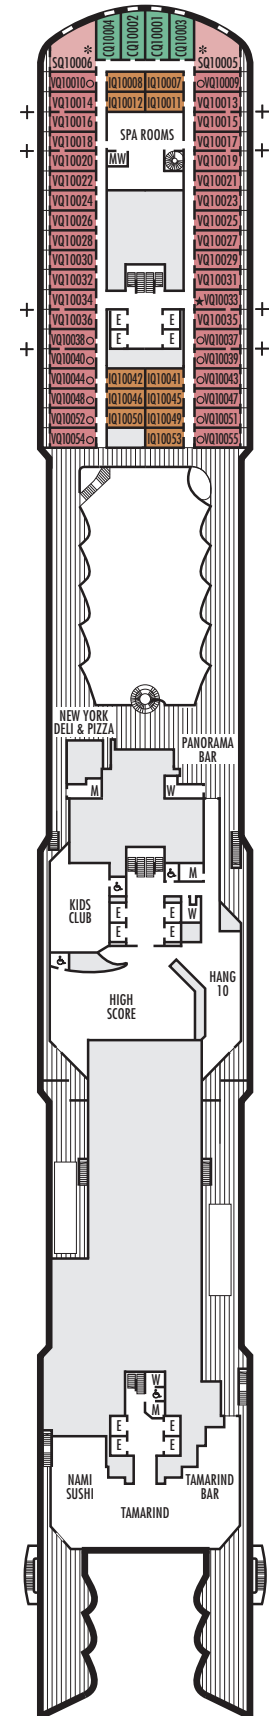 CQ10004
CQ10002
CQ10001
CQ10003
* *
SQ10006 SQ10005
VQ10010 IQ10008 IQ10007 VQ10009
VQ10014 IQ10012 IQ10011 VQ10013
VQ10016 VQ10015
SPA ROOMS
VQ10018 VQ10017
MW
VQ10020 VQ10019
VQ10022 VQ10021
VQ10024 VQ10023
VQ10026 VQ10025
VQ10028 VQ10027
VQ10030 VQ10029
VQ10032 VQ10031
VQ10034 ★VQ10033
VQ10036 E E VQ10035
VQ10038 E E VQ10037
VQ10040 VQ10039
VQ10044 IQ10042 IQ10041 VQ10043
VQ10048 IQ10046 IQ10045 VQ10047
VQ10052 IQ10050 IQ10049 VQ10051
VQ10054 IQ10053 VQ10055
NEW YORK
DELI & PIZZA
PANORAMA
BAR
M W
M
KIDS
CLUB
E E W
E E
HANG
10
HIGH
SCORE
W
M
E E
E E
NAMI
SUSHI
TAMARIND
BAR
TAMARIND